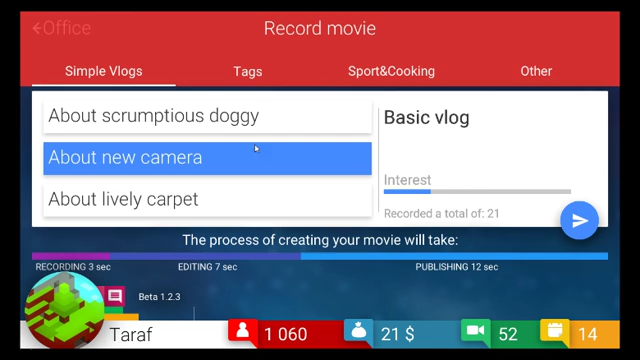 Office
Record movie
Simple Vlogs
Tags
Sport&Cooking
Other
About scrumptious doggy
About new camera
About lively carpet
Basic vlog
Interest
Recorded a total of: 21
The process of creating your movie will take:
RECORDING 3 sec
EDITING 7 sec
PUBLISHING 12 sec
Beta 1.2.3
Taraf
1 060
21 $
52
14